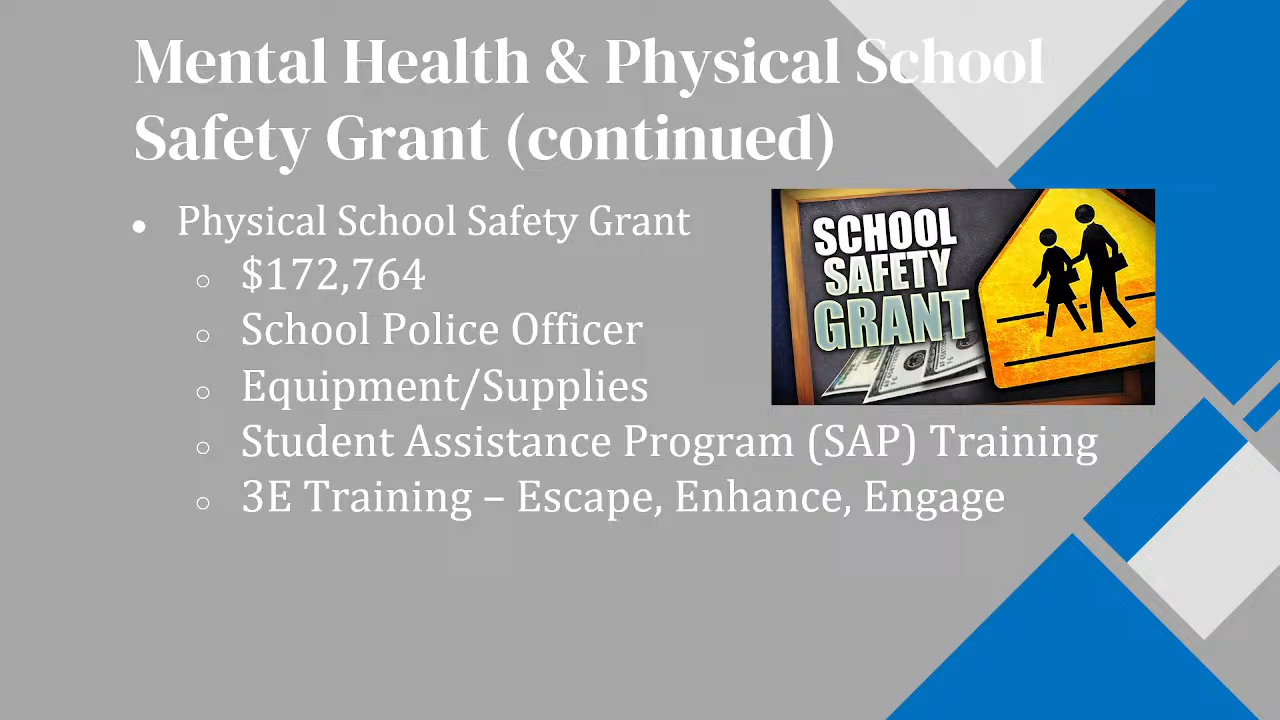 Mental Health & Physical School
Safety Grant (continued)
● Physical School Safety Grant
○ $172,764
○ School Police Officer
○ Equipment/Supplies
○ Student Assistance Program (SAP) Training
○ 3E Training – Escape, Enhance, Engage
SCHOOL
SAFETY
GRANT